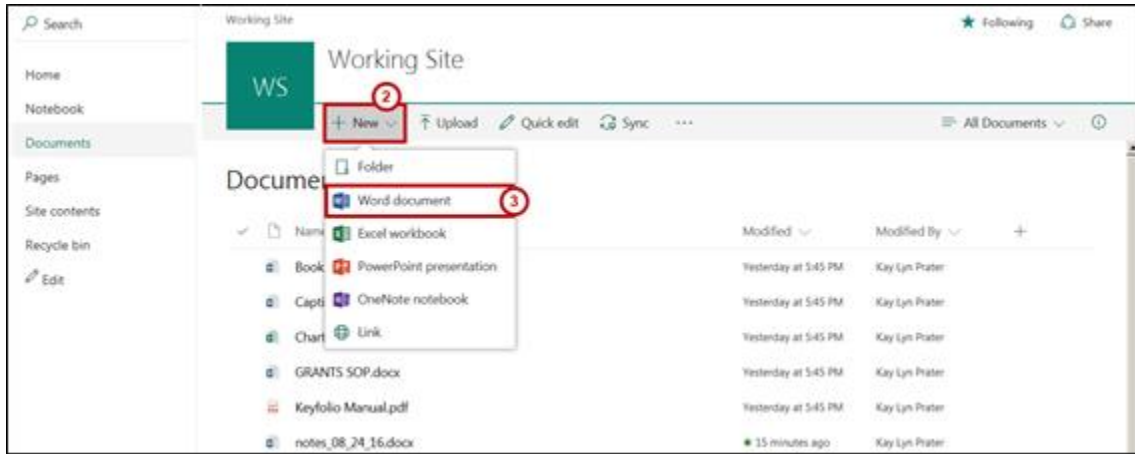 Search
Home
Notebook
Documents
Pages
Site contents
Recycle bin
Edit
Working Site
Following
Share
WS
Working Site
2
+ New
Upload
Quick edit
Sync
...
All Documents
Docume
Folder
Word document
3
Excel workbook
PowerPoint presentation
OneNote notebook
Link
Name Modified Modified By +
Book Yesterday at 5:45 PM Kay Lyn Prater
Capti Yesterday at 5:45 PM Kay Lyn Prater
Chart Yesterday at 5:45 PM Kay Lyn Prater
GRANTS SOP.docx Yesterday at 5:45 PM Kay Lyn Prater
Keyfolio Manual.pdf Yesterday at 5:45 PM Kay Lyn Prater
notes_08_24_16.docx 15 minutes ago Kay Lyn Prater